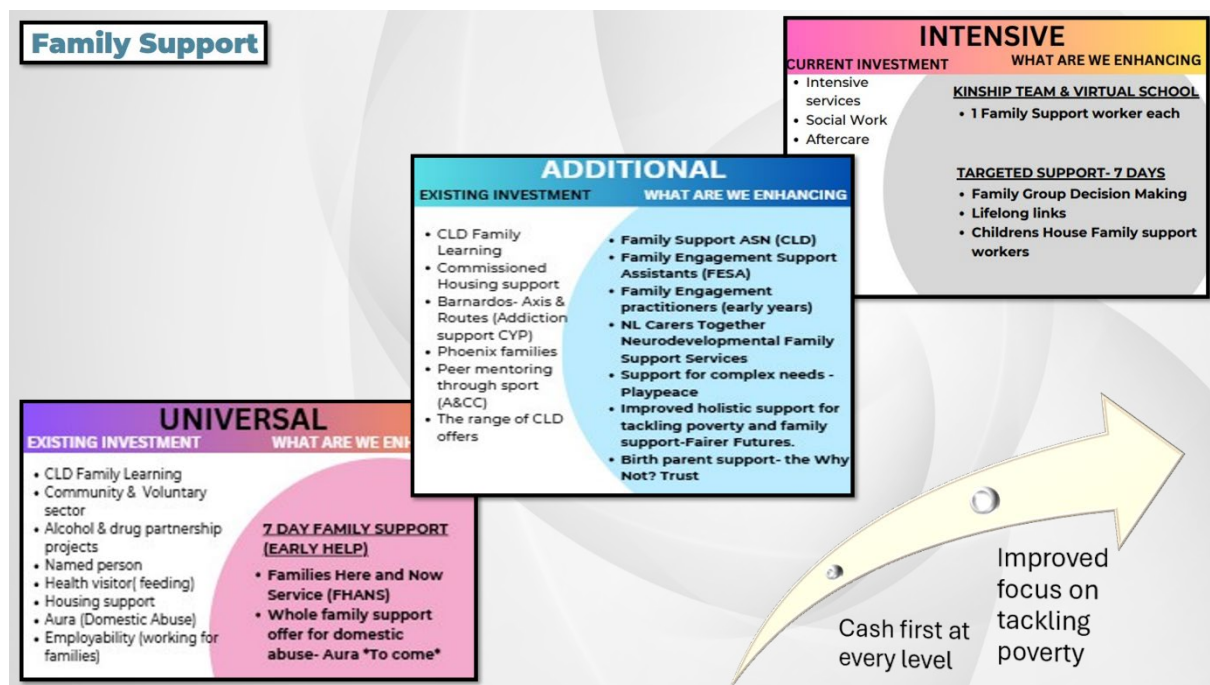 Family Support
INTENSIVE
CURRENT INVESTMENT
WHAT ARE WE ENHANCING
• Intensive
services
• Social Work
• Aftercare
KINSHIP TEAM & VIRTUAL SCHOOL
• 1 Family Support worker each
TARGETED SUPPORT- 7 DAYS
• Family Group Decision Making
• Lifelong links
• Childrens House Family support
workers
ADDITIONAL
EXISTING INVESTMENT
WHAT ARE WE ENHANCING
• CLD Family
Learning
• Commissioned
Housing support
• Barnardos- Axis &
Routes (Addiction
support CYP)
• Phoenix families
• Peer mentoring
through sport
(A&CC)
• The range of CLD
offers
• Family Support ASN (CLD)
• Family Engagement Support
Assistants (FESA)
• Family Engagement
practitioners (early years)
• NL Carers Together
Neurodevelopmental Family
Support Services
• Support for complex needs -
Playpeace
• Improved holistic support for
tackling poverty and family
support-Fairer Futures.
• Birth parent support- the Why
Not? Trust
UNIVERSAL
EXISTING INVESTMENT
WHAT ARE WE
• CLD Family Learning
• Community & Voluntary
sector
• Alcohol & drug partnership
projects
• Named person
• Health visitor( feeding)
• Housing support
• Aura (Domestic Abuse)
• Employability (working for
families)
7 DAY FAMILY SUPPORT
(EARLY HELP)
• Families Here and Now
Service (FHANS)
• Whole family support
offer for domestic
abuse- Aura *To come*
Cash first at
every level
Improved
focus on
tackling
poverty